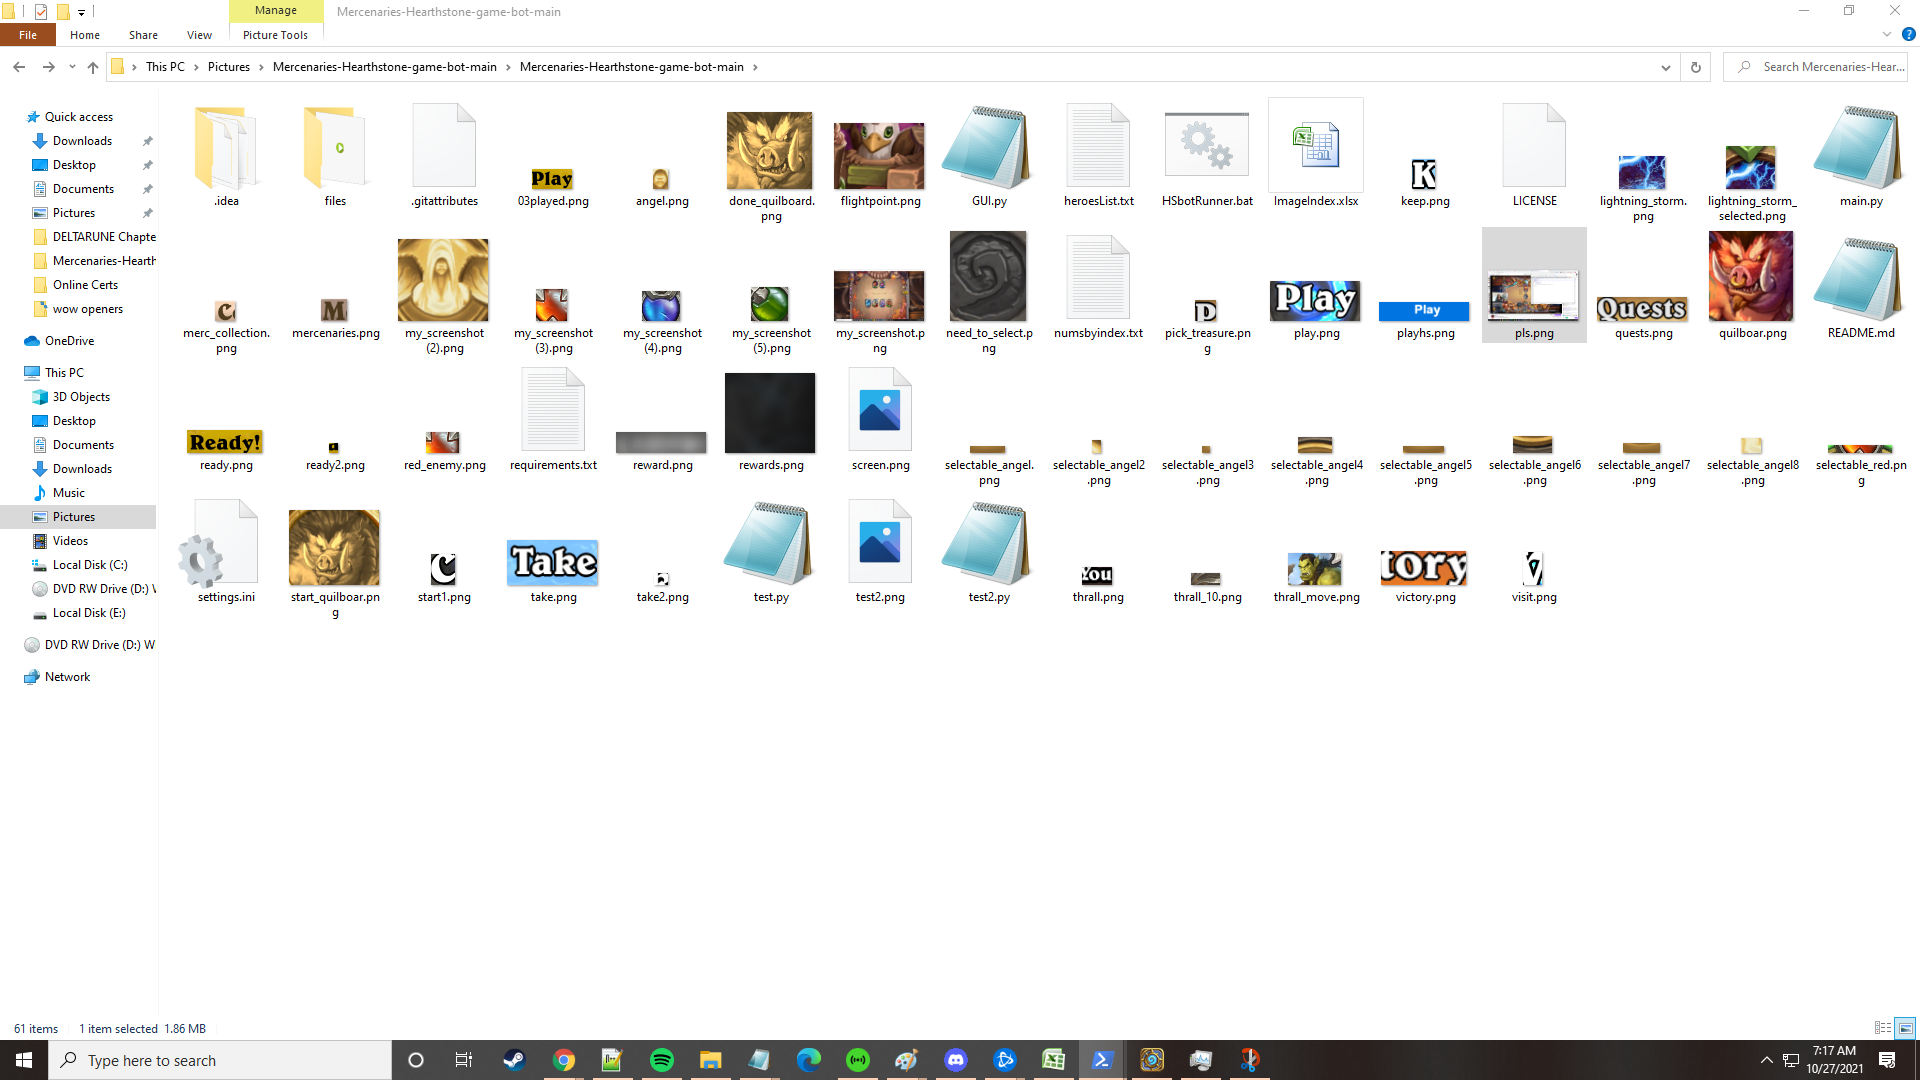 Manage
Mercenaries-Hearthstone-game-bot-main
File
Home
Share
View
Picture Tools
This PC
Pictures
Mercenaries-Hearthstone-game-bot-main
Mercenaries-Hearthstone-game-bot-main
Search Mercenaries-Hear...
Quick access
Downloads
Desktop
Documents
Pictures
DELTARUNE Chapte
Mercenaries-Hearth
Online Certs
wow openers
OneDrive
This PC
3D Objects
Desktop
Documents
Downloads
Music
Pictures
Videos
Local Disk (C:)
DVD RW Drive (D:) \
Local Disk (E:)
DVD RW Drive (D:) W
Network
Play
K
.idea
files
.gitattributes
03played.png
angel.png
done_quilboard.
png
flightpoint.png
GUI.py
heroesList.txt
HSbotRunner.bat
ImageIndex.xlsx
keep.png
LICENSE
lightning_storm.
png
lightning_storm_
selected.png
main.py
C
M
D
Play
Play
Quests
merc_collection.
png
mercenaries.png
my_screenshot
(2).png
my_screenshot
(3).png
my_screenshot
(4).png
my_screenshot
(5).png
my_screenshot.p
ng
need_to_select.p
ng
numsbyindex.txt
pick_treasure.pn
g
play.png
playhs.png
pls.png
quests.png
quilboar.png
README.md
Ready!
ready.png
ready2.png
red_enemy.png
requirements.txt
reward.png
rewards.png
screen.png
selectable_angel.
png
selectable_angel2
.png
selectable_angel3
.png
selectable_angel4
.png
selectable_angel5
.png
selectable_angel6
.png
selectable_angel7
.png
selectable_angel8
.png
selectable_red.pn
g
C
Take
You
tory
settings.ini
start_quilboar.pn
g
start1.png
take.png
take2.png
test.py
test2.png
test2.py
thrall.png
thrall_10.png
thrall_move.png
victory.png
visit.png
61 items
1 item selected 1.86 MB
Type here to search
7:17 AM
10/27/2021